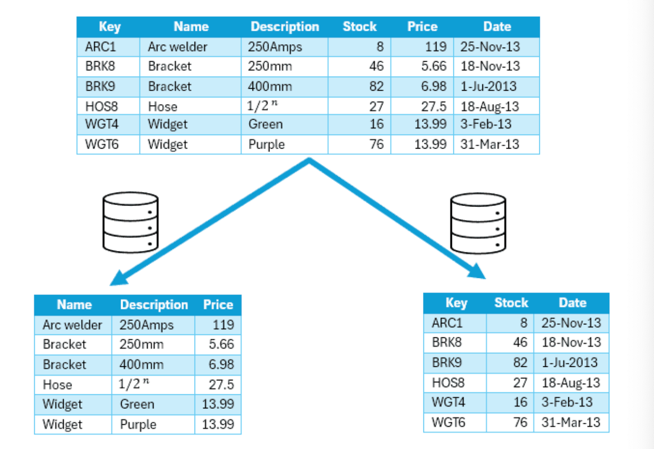 Key Name Description Stock Price Date
ARC1 Arc welder 250Amps 8 119 25-Nov-13
BRK8 Bracket 250mm 46 5.66 18-Nov-13
BRK9 Bracket 400mm 82 6.98 1-Ju-2013
HOS8 Hose 1/2 " 27 27.5 18-Aug-13
WGT4 Widget Green 16 13.99 3-Feb-13
WGT6 Widget Purple 76 13.99 31-Mar-13
Name Description Price
Arc welder 250Amps 119
Bracket 250mm 5.66
Bracket 400mm 6.98
Hose 1/2 " 27.5
Widget Green 13.99
Widget Purple 13.99
Key Stock Date
ARC1 8 25-Nov-13
BRK8 46 18-Nov-13
BRK9 82 1-Ju-2013
HOS8 27 18-Aug-13
WGT4 16 3-Feb-13
WGT6 76 31-Mar-13